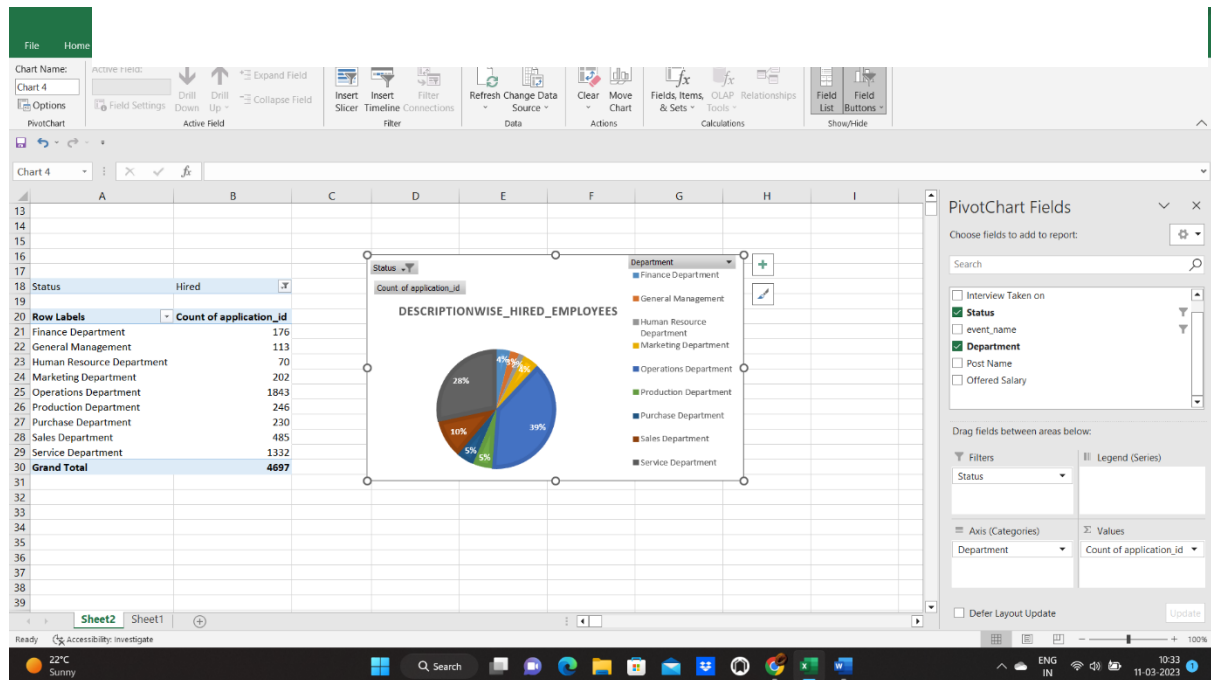 File Home
Chart Name: Active Field:
Chart 4
Options Field Settings Drill Down Drill Up Expand Field Collapse Field
Insert Slicer Insert Timeline Filter Connections
Refresh Change Data Source
Clear Move Chart
Fields, Items, & Sets OLAP Tools Relationships
Field List Field Buttons
PivotChart Active Field Filter Data Actions Calculations Show/Hide
Chart 4 fx
A B C D E F G H I
13
14
15
16
17
18 Status Hired
19
20 Row Labels Count of application_id
21 Finance Department 176
22 General Management 113
23 Human Resource Department 70
24 Marketing Department 202
25 Operations Department 1843
26 Production Department 246
27 Purchase Department 230
28 Sales Department 485
29 Service Department 1332
30 Grand Total 4697
31
32
33
34
35
36
37
38
39
Status
Count of application_id
DESCRIPTIONWISE_HIRED_EMPLOYEES
4%
4%
39%
5%
5%
10%
28%
Department
Finance Department
General Management
Human Resource
Department
Marketing Department
Operations Department
Production Department
Purchase Department
Sales Department
Service Department
PivotChart Fields
Choose fields to add to report:
Search
Interview Taken on
Status
event_name
Department
Post Name
Offered Salary
Drag fields between areas below:
Filters Legend (Series)
Status
Axis (Categories) Σ Values
Department Count of application_id
Defer Layout Update Update
Sheet2 Sheet1
Ready Accessibility: Investigate 100%
22°C
Sunny
Search
ENG
IN
10:33
11-03-2023
1